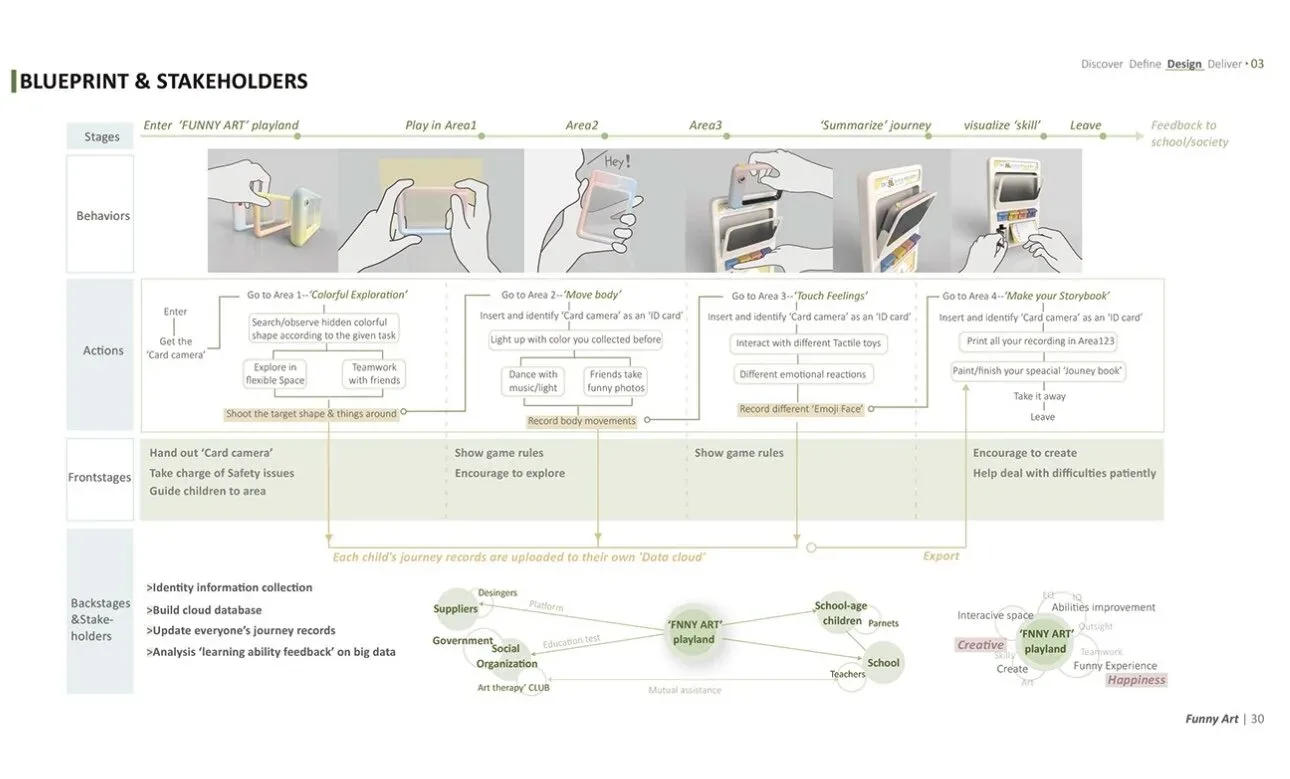 Discover Define Design Deliver • 03
BLUEPRINT & STAKEHOLDERS
Stages
Enter ‘FUNNY ART’ playland
Play in Area1
Area2
Area3
‘Summarize’ journey
visualize ‘skill’
Leave
Feedback to
school/society
Behaviors
Hey!
Actions
Enter
Get the
‘Card camera’
Go to Area 1--‘Colorful Exploration’
Search/observe hidden colorful
shape according to the given task
Explore in
flexible Space
Teamwork
with friends
Shoot the target shape & things around
Go to Area 2--‘Move body’
Insert and identify ‘Card camera’ as an ‘ID card’
Light up with color you collected before
Dance with
music/light
Friends take
funny photos
Record body movements
Go to Area 3--‘Touch Feelings’
Insert and identify ‘Card camera’ as an ‘ID card’
Interact with different Tactile toys
Different emotional reactions
Record different ‘Emoji Face’
Go to Area 4--‘Make your Storybook’
Insert and identify ‘Card camera’ as an ‘ID card’
Print all your recording in Area123
Paint/finish your speacial ‘Jouney book’
Take it away
Leave
Frontstages
Hand out ‘Card camera’
Take charge of Safety issues
Guide children to area
Show game rules
Encourage to explore
Show game rules
Encourage to create
Help deal with difficulties patiently
Each child's journey records are uploaded to their own 'Data cloud'
Export
Backstages
&Stake-
holders
>Identity information collection
>Build cloud database
>Update everyone’s journey records
>Analysis ‘learning ability feedback’ on big data
Desingers
Suppliers
Platform
Government
Social
Organization
Education test
Art therapy’ CLUB
Mutual assistance
‘FNNY ART’
playland
School-age
children
Parnets
School
Teachers
Interacive space
EQ
IQ
Abilities improvement
Outsight
‘FNNY ART’
playland
Creative
Skilly
Teamwork
Create
Funny Experience
Art
Happiness
Funny Art | 30